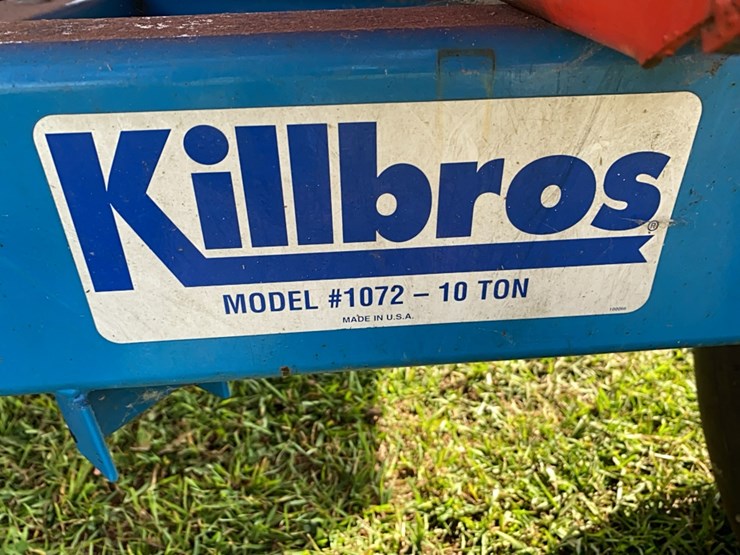 Killbros®
MODEL #1072 – 10 TON
MADE IN U.S.A.